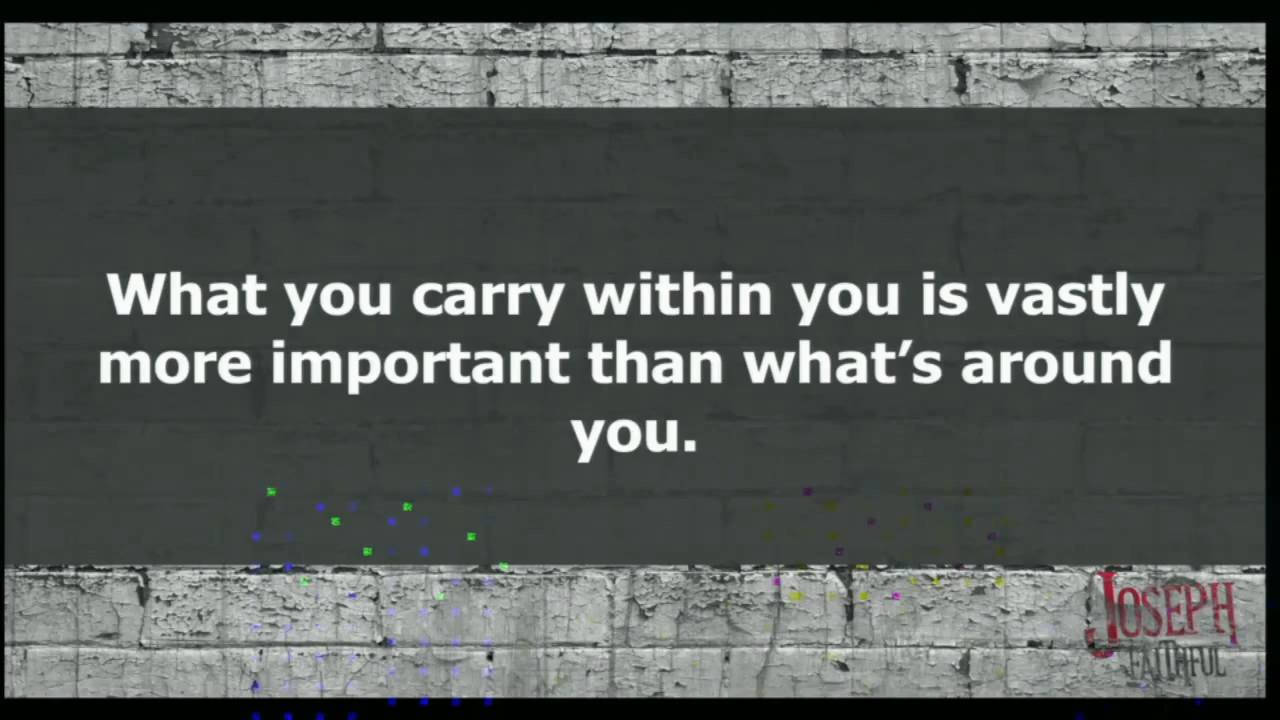 What you carry within you is vastly
more important than what’s around
you.
JOSEPH
FAITHFUL